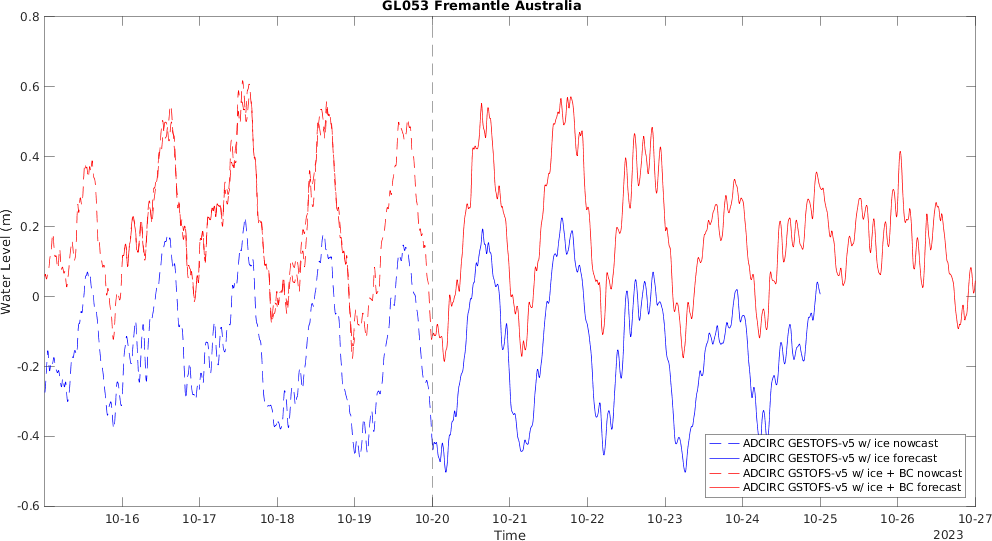 GL053 Fremantle Australia
0.8
0.6
0.4
0.2
0
-0.2
-0.4
-0.6
Water Level (m)
10-16 10-17 10-18 10-19 10-20 10-21 10-22 10-23 10-24 10-25 10-26 10-27
Time
2023
ADCIRC GESTOFS-v5 w/ ice nowcast
ADCIRC GESTOFS-v5 w/ ice forecast
ADCIRC GSTOFS-v5 w/ ice + BC nowcast
ADCIRC GSTOFS-v5 w/ ice + BC forecast